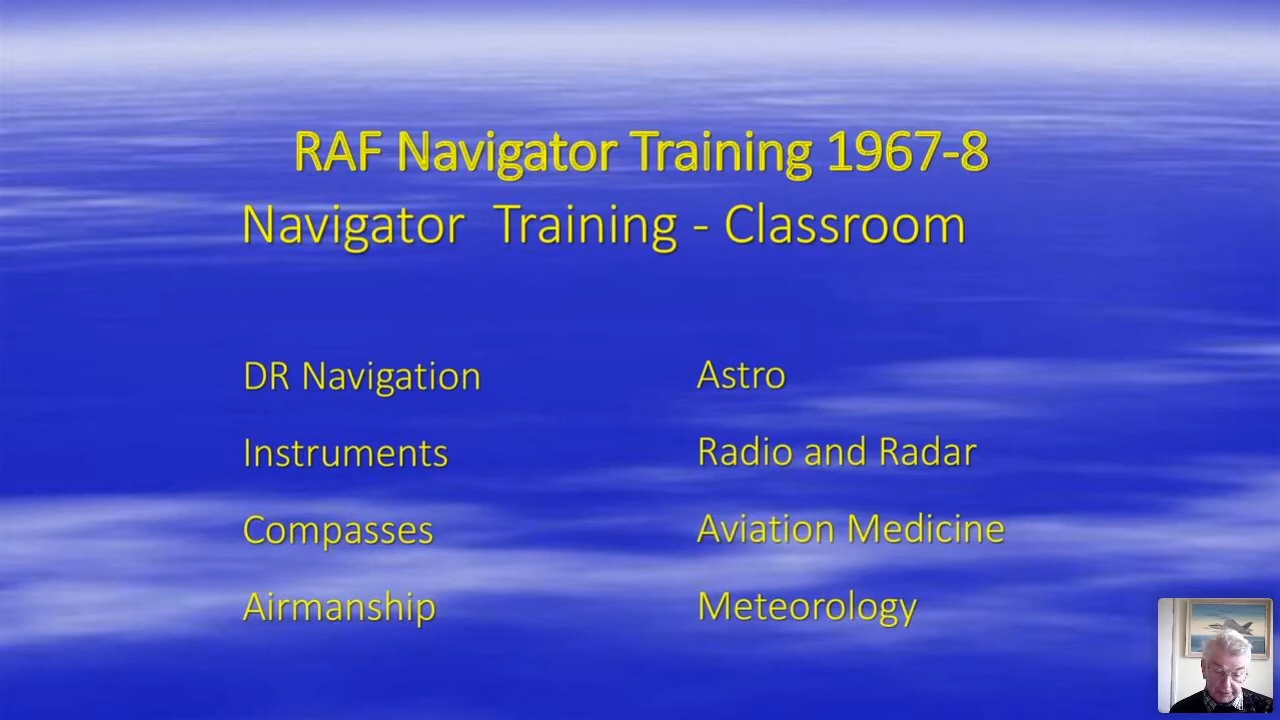 RAF Navigator Training 1967-8
Navigator Training - Classroom
DR Navigation
Astro
Instruments
Radio and Radar
Compasses
Aviation Medicine
Airmanship
Meteorology